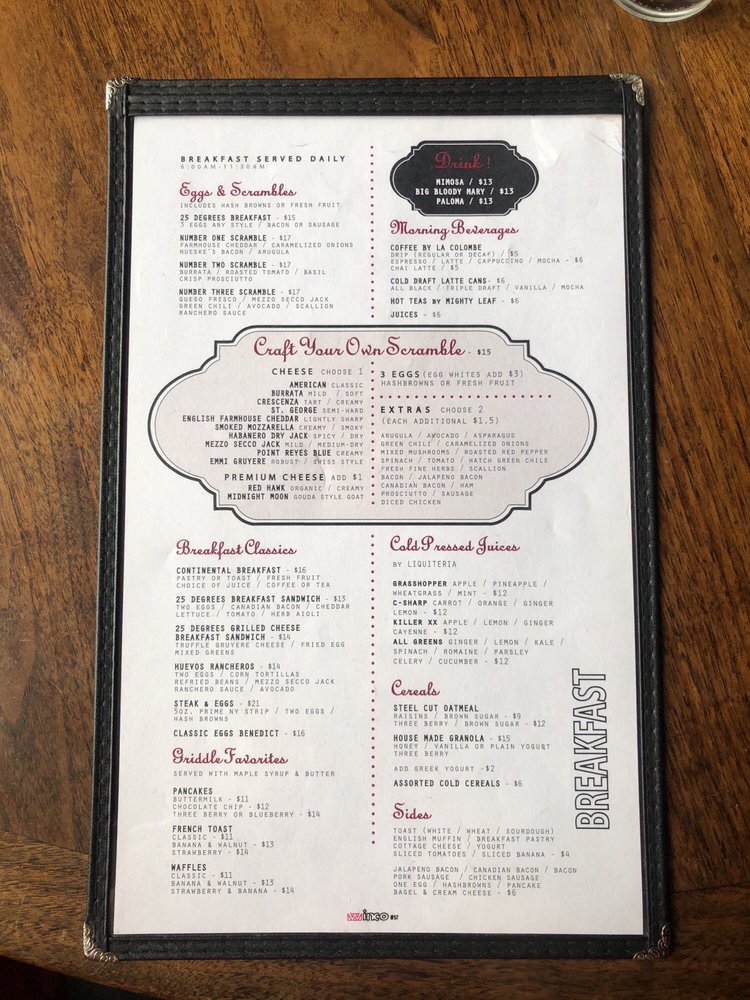 BREAKFAST SERVED DAILY
6:00AM-11:30AM
Eggs & Scrambles
INCLUDES HASH BROWNS OR FRESH FRUIT
25 DEGREES BREAKFAST - $15
3 EGGS ANY STYLE / BACON OR SAUSAGE
NUMBER ONE SCRAMBLE - $17
FARMHOUSE CHEDDAR / CARAMELIZED ONIONS
NUESKE'S BACON / ARUGULA
NUMBER TWO SCRAMBLE - $17
BURRATA / ROASTED TOMATO / BASIL
CRISP PROSCIUTTO
NUMBER THREE SCRAMBLE - $17
QUESO FRESCO / MEZZO SECCO JACK
GREEN CHILI / AVOCADO / SCALLION
RANCHERO SAUCE
Drink!
MIMOSA / $13
BIG BLOODY MARY / $13
PALOMA / $13
Morning Beverages
COFFEE BY LA COLOMBE
DRIP (REGULAR OR DECAF) / $5
ESPRESSO / LATTE / CAPPUCCINO / MOCHA - $6
CHAI LATTE / $5
COLD DRAFT LATTE CANS- $6
ALL BLACK / TRIPLE DRAFT / VANILLA / MOCHA
HOT TEAS BY MIGHTY LEAF - $6
JUICES - $6
Craft Your Own Scramble - $15
CHEESE CHOOSE 1
AMERICAN CLASSIC
BURRATA MILD / SOFT
CRESCENZA TART / CREAMY
ST. GEORGE SEMI-HARD
ENGLISH FARMHOUSE CHEDDAR LIGHTLY SHARP
SMOKED MOZZARELLA CREAMY / SMOKY
HABANERO DRY JACK SPICY / DRY
MEZZO SECCO JACK MILD / MEDIUM-DRY
POINT REYES BLUE CREAMY
EMMI GRUYERE ROBUST / SWISS STYLE
PREMIUM CHEESE ADD $1
RED HAWK ORGANIC / CREAMY
MIDNIGHT MOON GOUDA STYLE GOAT
3 EGGS (EGG WHITES ADD $3)
HASHBROWNS OR FRESH FRUIT
EXTRAS CHOOSE 2
(EACH ADDITIONAL $1.5)
ARUGULA / AVOCADO / ASPARAGUS
GREEN CHILI / CARAMELIZED ONIONS
MIXED MUSHROOMS / ROASTED RED PEPPER
SPINACH / TOMATO / HATCH GREEN CHILE
FRESH FINE HERBS / SCALLION
BACON / JALAPENO BACON
CANADIAN BACON / HAM
PROSCIUTTO / SAUSAGE
DICED CHICKEN
Breakfast Classics
CONTINENTAL BREAKFAST - $16
PASTRY OR TOAST / FRESH FRUIT
CHOICE OF JUICE / COFFEE OR TEA
25 DEGREES BREAKFAST SANDWICH - $13
TWO EGGS / CANADIAN BACON / CHEDDAR
LETTUCE / TOMATO / HERB AIOLI
25 DEGREES GRILLED CHEESE
BREAKFAST SANDWICH - $14
TRUFFLE GRUYERE CHEESE / FRIED EGG
MIXED GREENS
HUEVOS RANCHEROS - $14
TWO EGGS / CORN TORTILLAS
REFRIED BEANS / MEZZO SECCO JACK
RANCHERO SAUCE / AVOCADO
STEAK & EGGS - $21
5OZ. PRIME NY STRIP / TWO EGGS /
HASH BROWNS
CLASSIC EGGS BENEDICT - $16
Griddle Favorites
SERVED WITH MAPLE SYRUP & BUTTER
PANCAKES
BUTTERMILK - $11
CHOCOLATE CHIP - $12
THREE BERRY OR BLUEBERRY - $14
FRENCH TOAST
CLASSIC - $11
BANANA & WALNUT - $13
STRAWBERRY - $14
WAFFLES
CLASSIC - $11
BANANA & WALNUT - $13
STRAWBERRY & BANANA - $14
Cold Pressed Juices
BY LIQUITERIA
GRASSHOPPER APPLE / PINEAPPLE /
WHEATGRASS / MINT - $12
C-SHARP CARROT / ORANGE / GINGER
LEMON - $12
KILLER XX APPLE / LEMON / GINGER
CAYENNE - $12
ALL GREENS GINGER / LEMON / KALE /
SPINACH / ROMAINE / PARSLEY
CELERY / CUCUMBER - $12
Cereals
STEEL CUT OATMEAL
RAISINS / BROWN SUGAR - $9
THREE BERRY / BROWN SUGAR - $12
HOUSE MADE GRANOLA - $15
HONEY / VANILLA OR PLAIN YOGURT
THREE BERRY
ADD GREEK YOGURT -$2
ASSORTED COLD CEREALS - $6
Sides
TOAST (WHITE / WHEAT / SOURDOUGH)
ENGLISH MUFFIN / BREAKFAST PASTRY
COTTAGE CHEESE / YOGURT
SLICED TOMATOES / SLICED BANANA - $4
JALAPENO BACON / CANADIAN BACON / BACON
PORK SAUSAGE / CHICKEN SAUSAGE
ONE EGG / HASHBROWNS / PANCAKE
BAGEL & CREAM CHEESE - $6
BREAKFAST